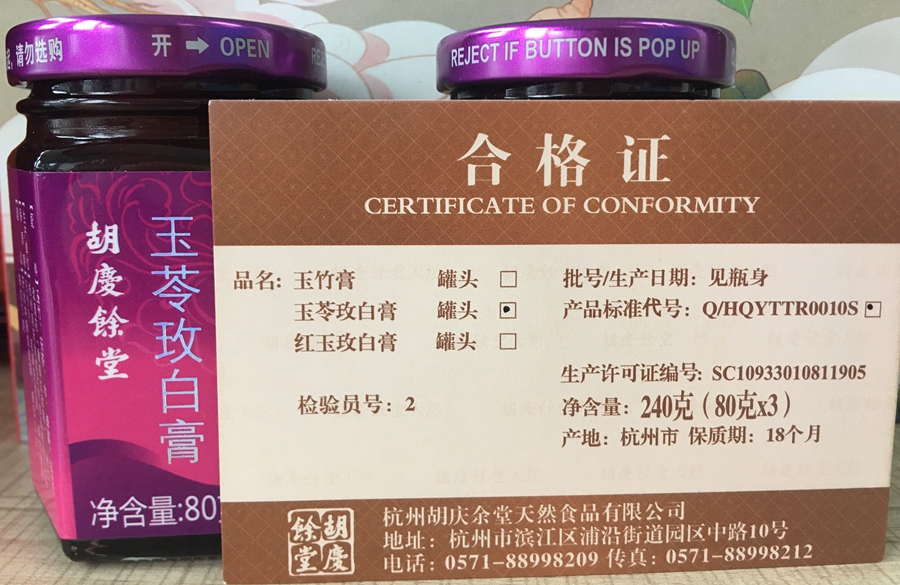 请勿选购
开 → OPEN
REJECT IF BUTTON IS POP UP
胡慶餘堂
玉苓玫白膏
净含量:80
合格证
CERTIFICATE OF CONFORMITY
品名: 玉竹膏 罐头 □
玉苓玫白膏 罐头 ☑
红玉玫白膏 罐头 □
检验员号: 2
批号/生产日期: 见瓶身
产品标准代号: Q/HQYTTR0010S
生产许可证编号: SC10933010811905
净含量: 240克（80克x3）
产地: 杭州市 保质期: 18个月
胡慶餘堂
杭州胡庆余堂天然食品有限公司
地址: 杭州市滨江区浦沿街道园区中路10号
电话: 0571-88998209 传真: 0571-88998212